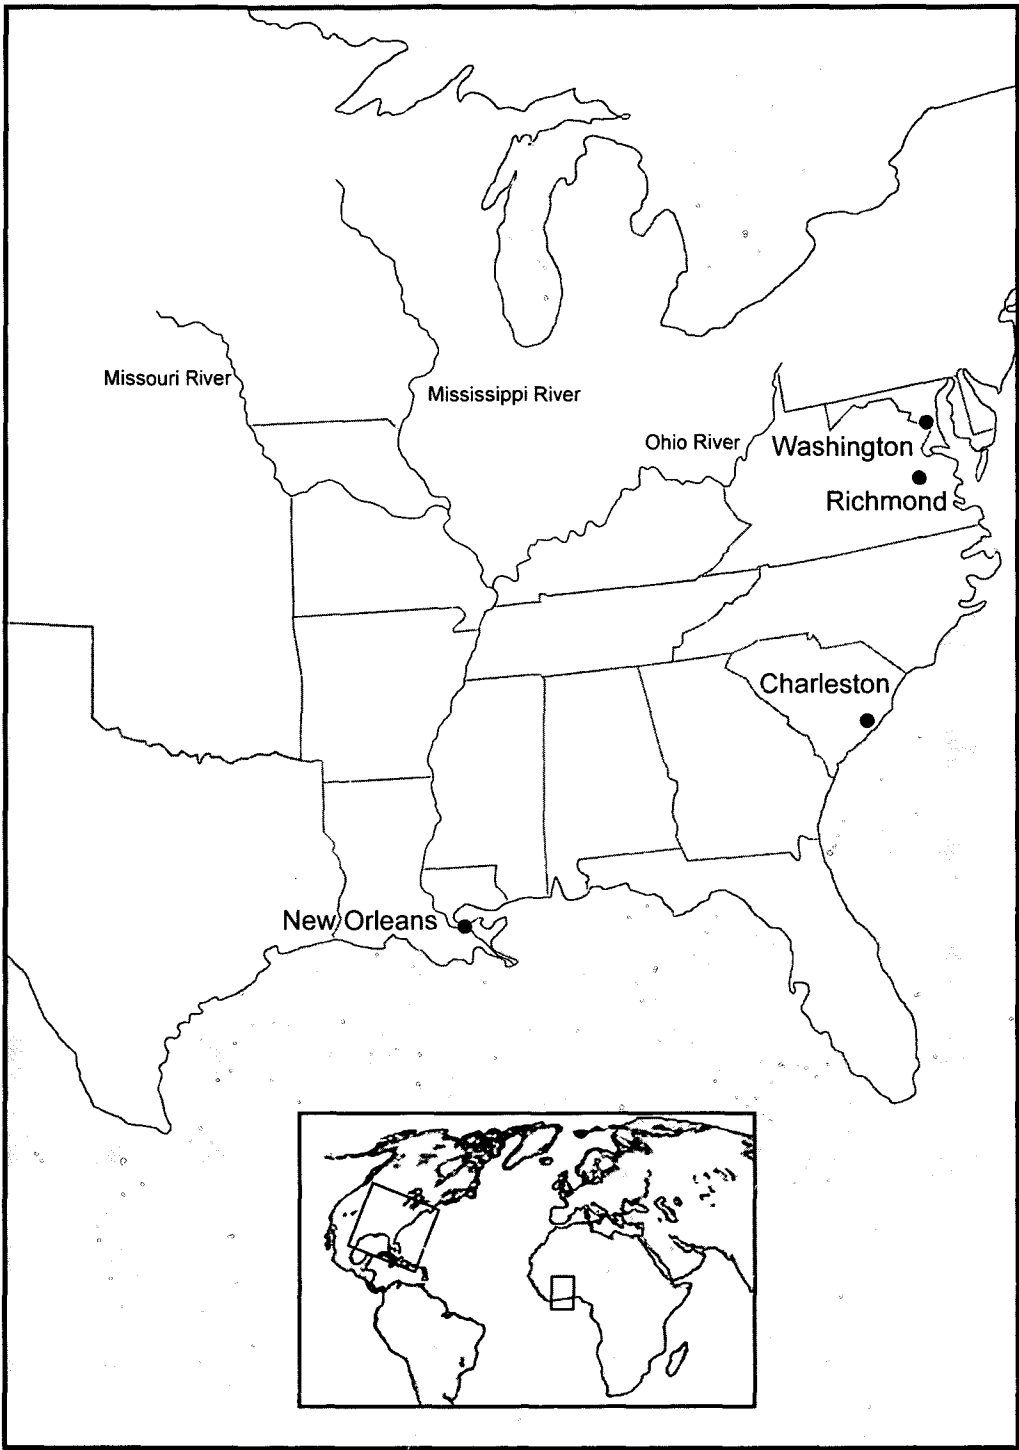 Missouri River
Mississippi River
Ohio River
Washington
Richmond
Charleston
New Orleans